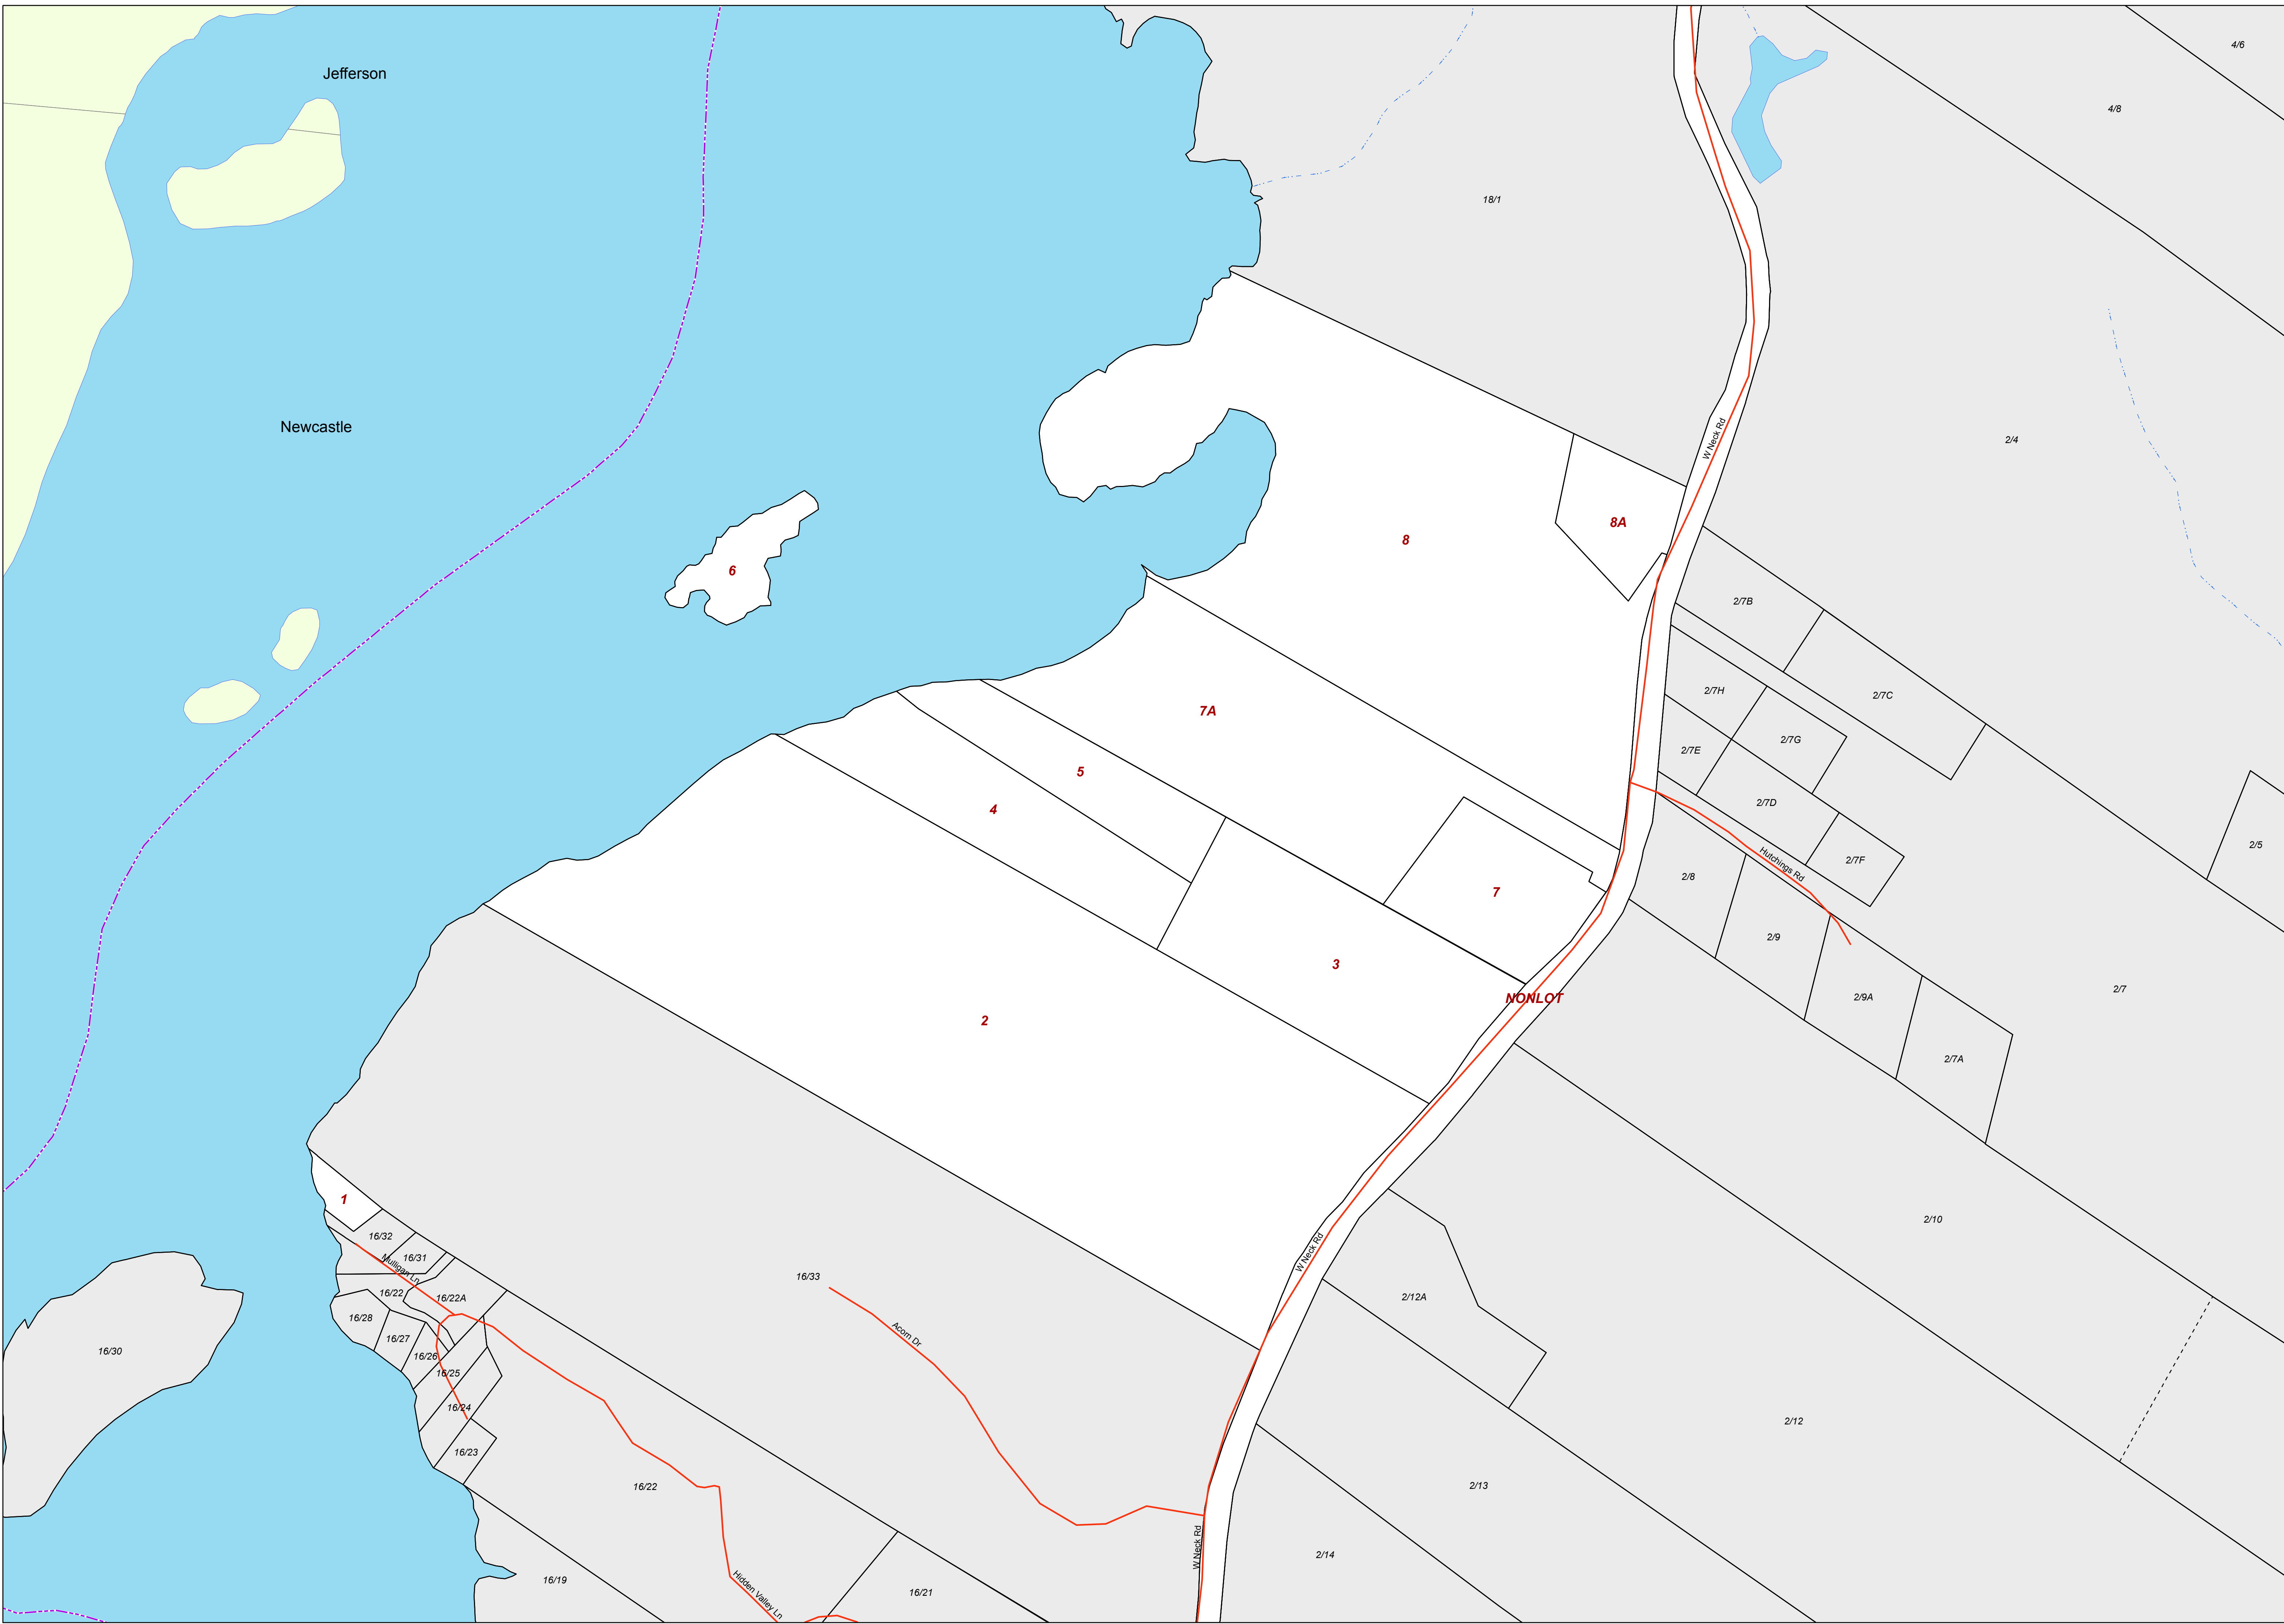 4/6
Jefferson
4/8
18/1
Newcastle
W Neck Rd
2/4
8A
8
6
2/7B
2/7H
2/7C
7A
2/7G
2/7E
5
2/7D
4
2/5
2/7F
Hutchings Rd
2/8
7
2/9
3
2/7
2/9A
NONLOT
2
2/7A
1
2/10
16/32
W Neck Rd
16/31
Mulligan Ln
16/33
16/22
16/22A
2/12A
16/28
Acorn Dr
16/27
16/30
16/26
16/25
16/24
2/12
16/23
16/22
2/13
W Neck Rd
2/14
16/19
Hidden Valley Ln
16/21